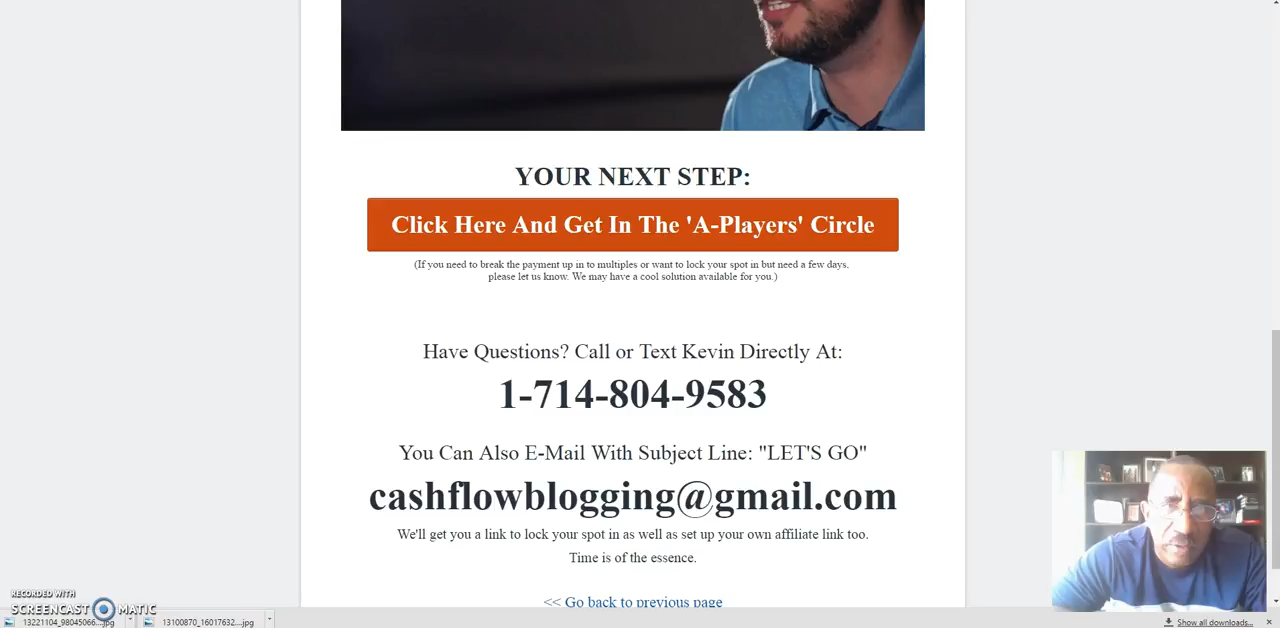 YOUR NEXT STEP:
Click Here And Get In The 'A-Players' Circle
(If you need to break the payment up in to multiples or want to lock your spot in but need a few days,
please let us know. We may have a cool solution available for you.)
Have Questions? Call or Text Kevin Directly At:
1-714-804-9583
You Can Also E-Mail With Subject Line: "LET'S GO"
cashflowblogging@gmail.com
We'll get you a link to lock your spot in as well as set up your own affiliate link too.
Time is of the essence.
<< Go back to previous page
RECORDED WITH
SCREENCAST MATIC
13221104_98045066...jpg
13100870_16017632...jpg
Show all downloads...